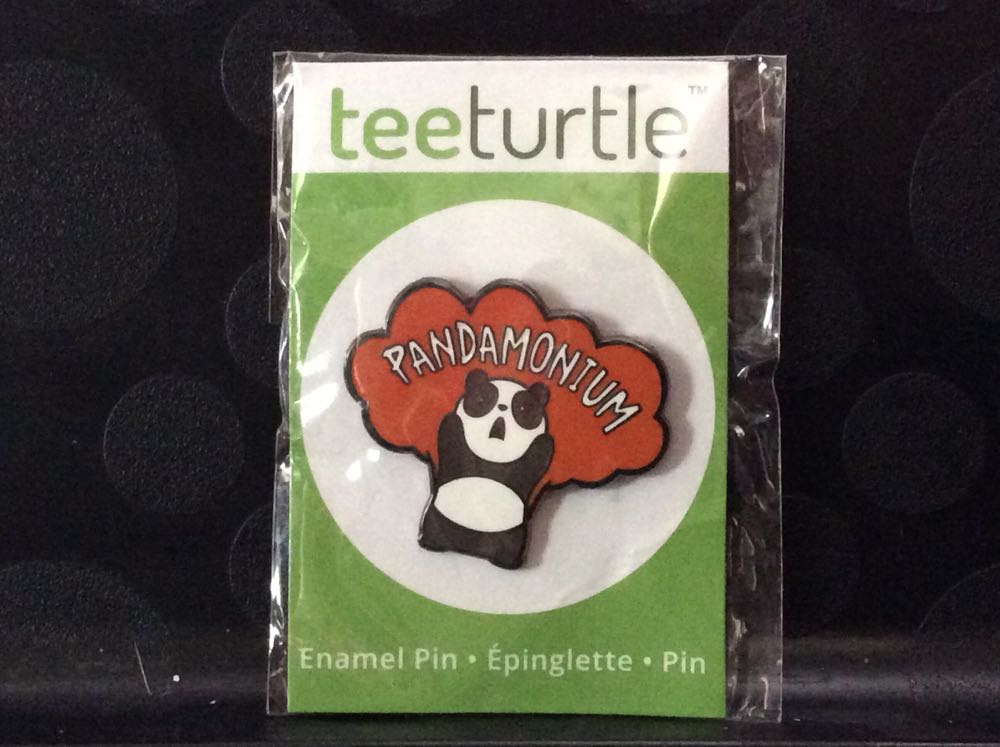 teeturtle™
PANDAMONIUM
Enamel Pin • Épinglette • Pin